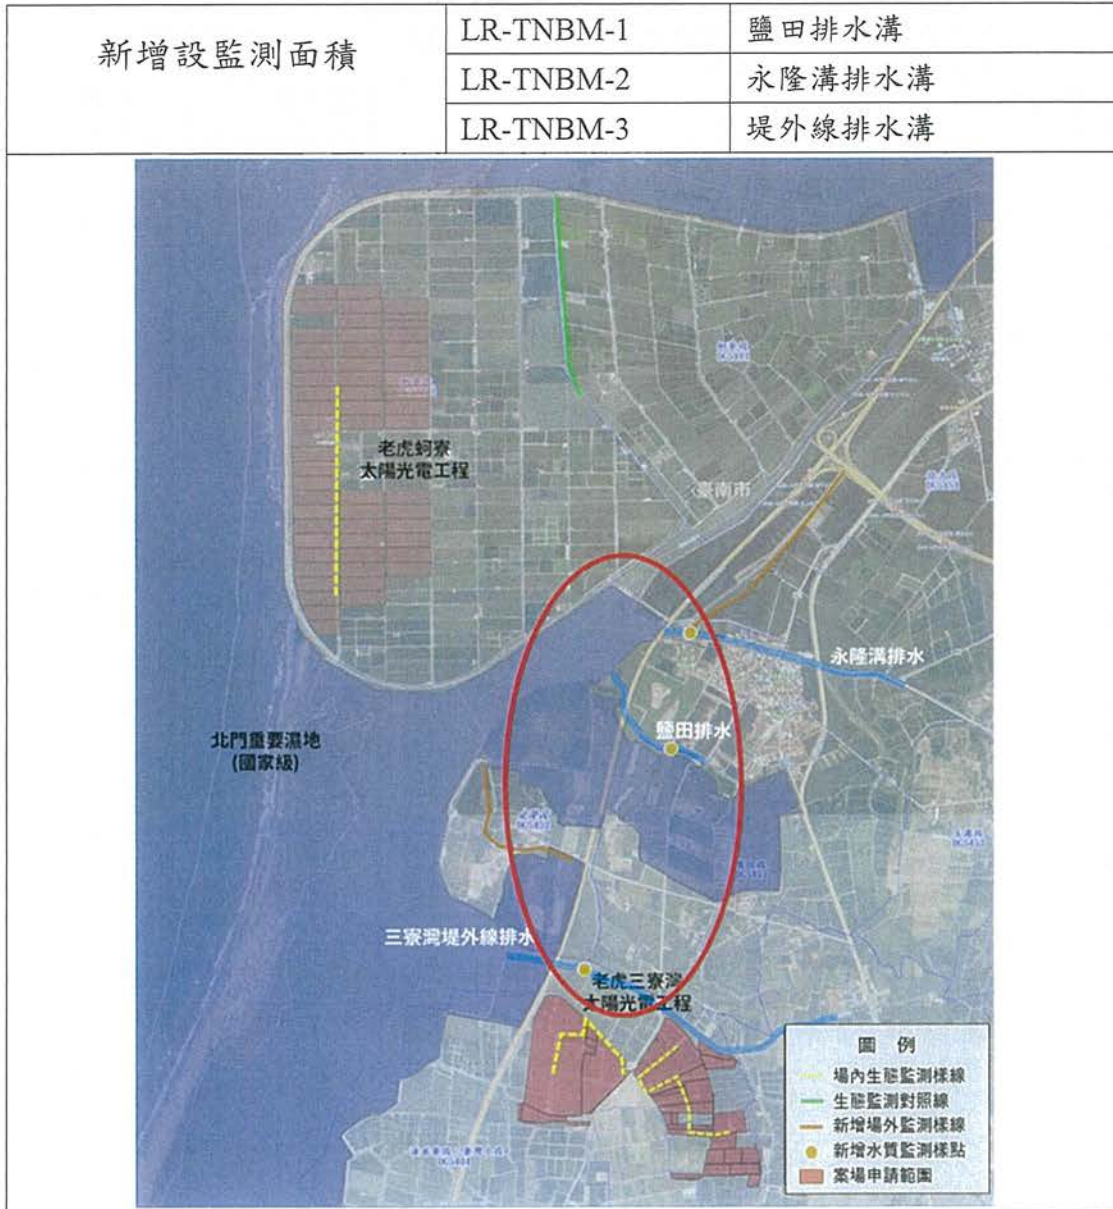 新增設監測面積
LR-TNBM-1 鹽田排水溝
LR-TNBM-2 永隆溝排水溝
LR-TNBM-3 堤外線排水溝
老虎蚵寮
太陽光電工程
臺南市
永隆溝排水
鹽田排水
北門重要濕地
(國家級)
三寮灣堤外線排水
老虎三寮灣
太陽光電工程
圖 例
場內生態監測樣線
生態監測對照線
新增場外監測樣線
新增水質監測樣點
案場申請範圍